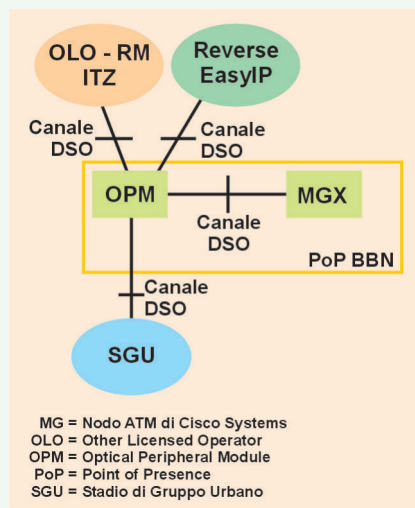 OLO - RM
ITZ
Reverse
EasyIP
Canale
DSO
Canale
DSO
OPM
MGX
Canale
DSO
PoP BBN
Canale
DSO
SGU
MG = Nodo ATM di Cisco Systems
OLO = Other Licensed Operator
OPM = Optical Peripheral Module
PoP = Point of Presence
SGU = Stadio di Gruppo Urbano